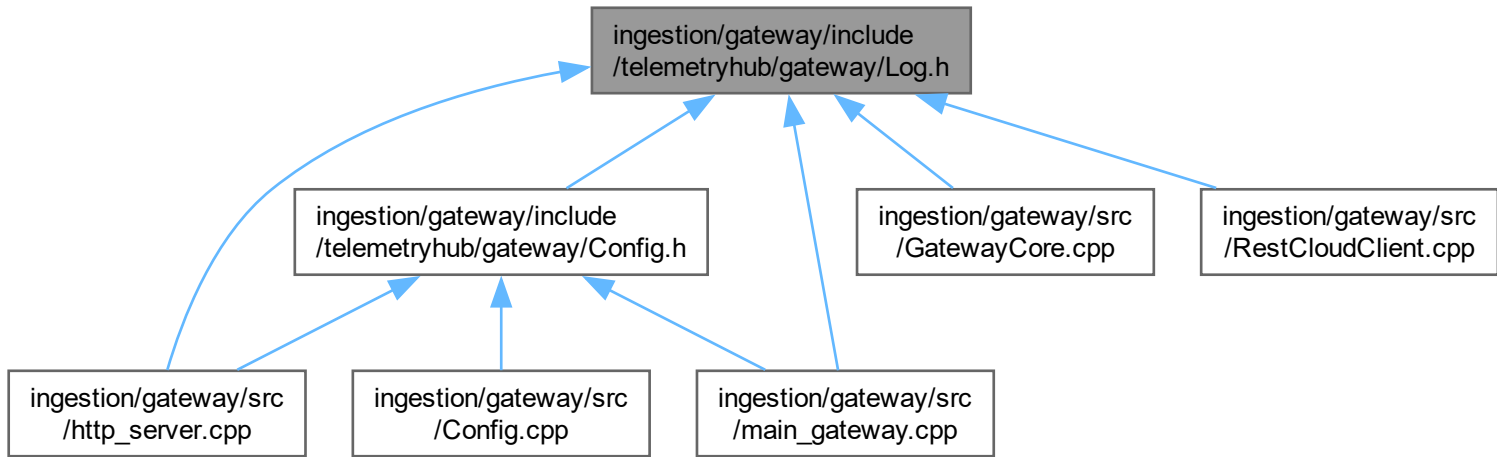 ingestion/gateway/include
/telemetryhub/gateway/Log.h
ingestion/gateway/include
/telemetryhub/gateway/Config.h
ingestion/gateway/src
/GatewayCore.cpp
ingestion/gateway/src
/RestCloudClient.cpp
ingestion/gateway/src
/http_server.cpp
ingestion/gateway/src
/Config.cpp
ingestion/gateway/src
/main_gateway.cpp